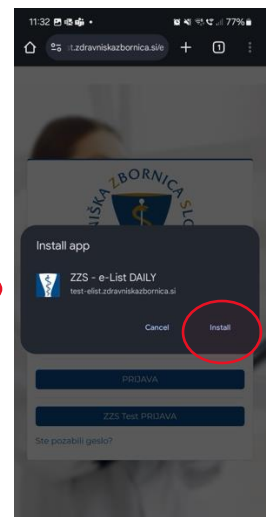 11:32
77%
t.zdravniskazbornica.si/e
1
ZBORNICA
Install app
ZZS - e-List DAILY
test-elist.zdravniskazbornica.si
Cancel
Install
PRIJAVA
ZZS Test PRIJAVA
Ste pozabili geslo?